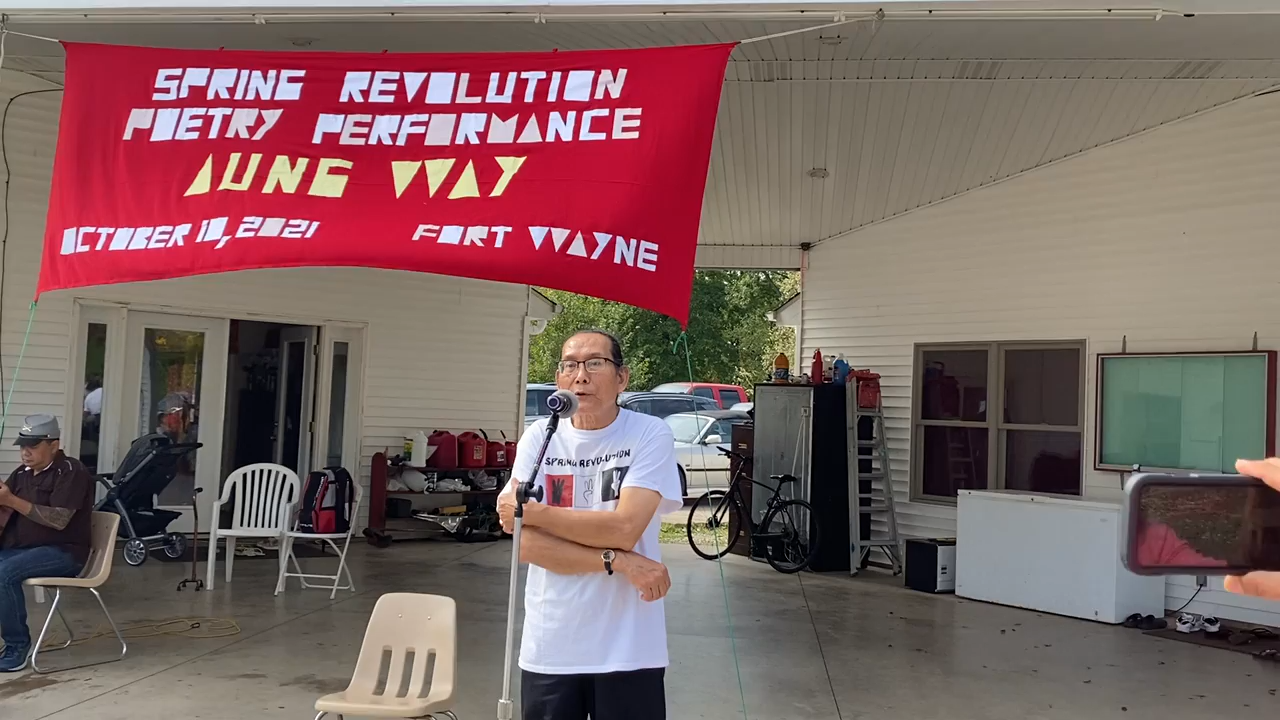 SPRING REVOLUTION
POETRY PERFORMANCE
AUNG WAY
OCTOBER 10, 2021 FORT WAYNE
SPRING REVOLUTION